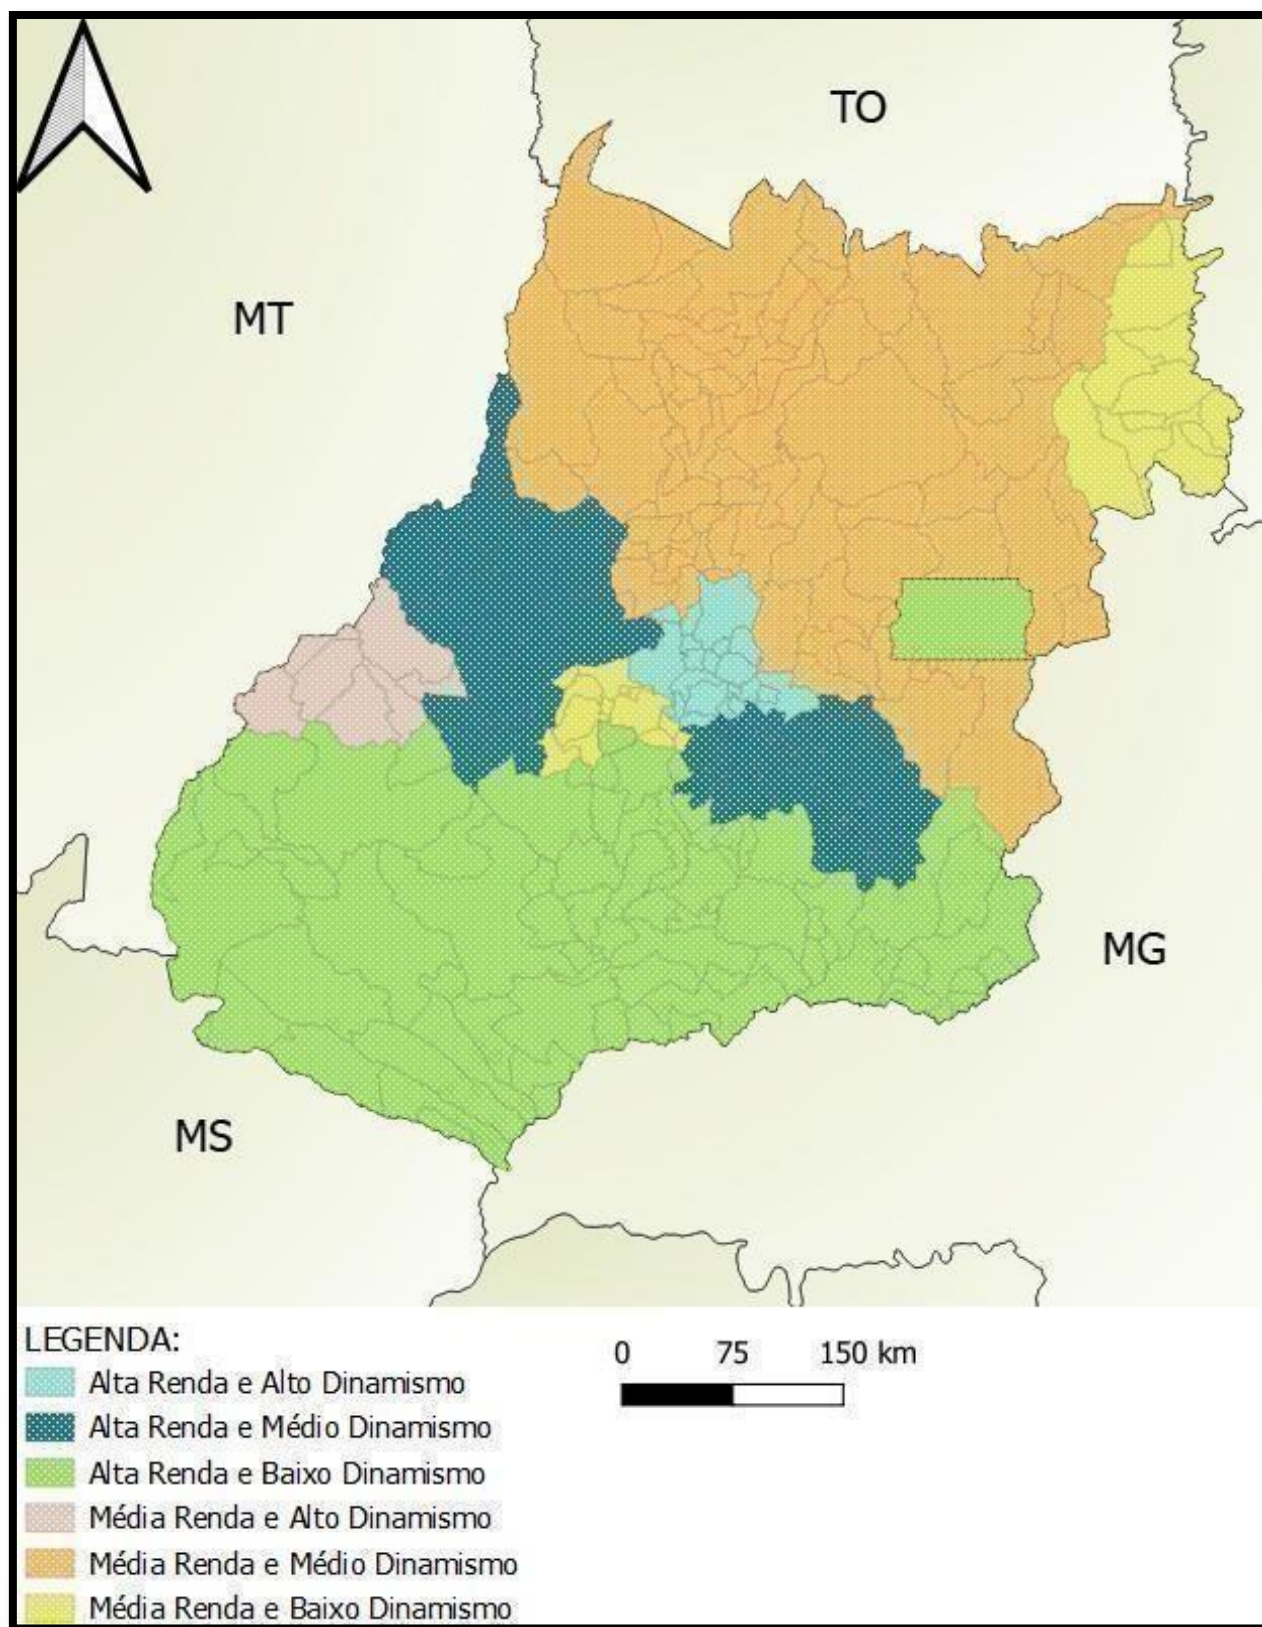 TO
MT
MG
MS
LEGENDA:
0 75 150 km
Alta Renda e Alto Dinamismo
Alta Renda e Médio Dinamismo
Alta Renda e Baixo Dinamismo
Média Renda e Alto Dinamismo
Média Renda e Médio Dinamismo
Média Renda e Baixo Dinamismo